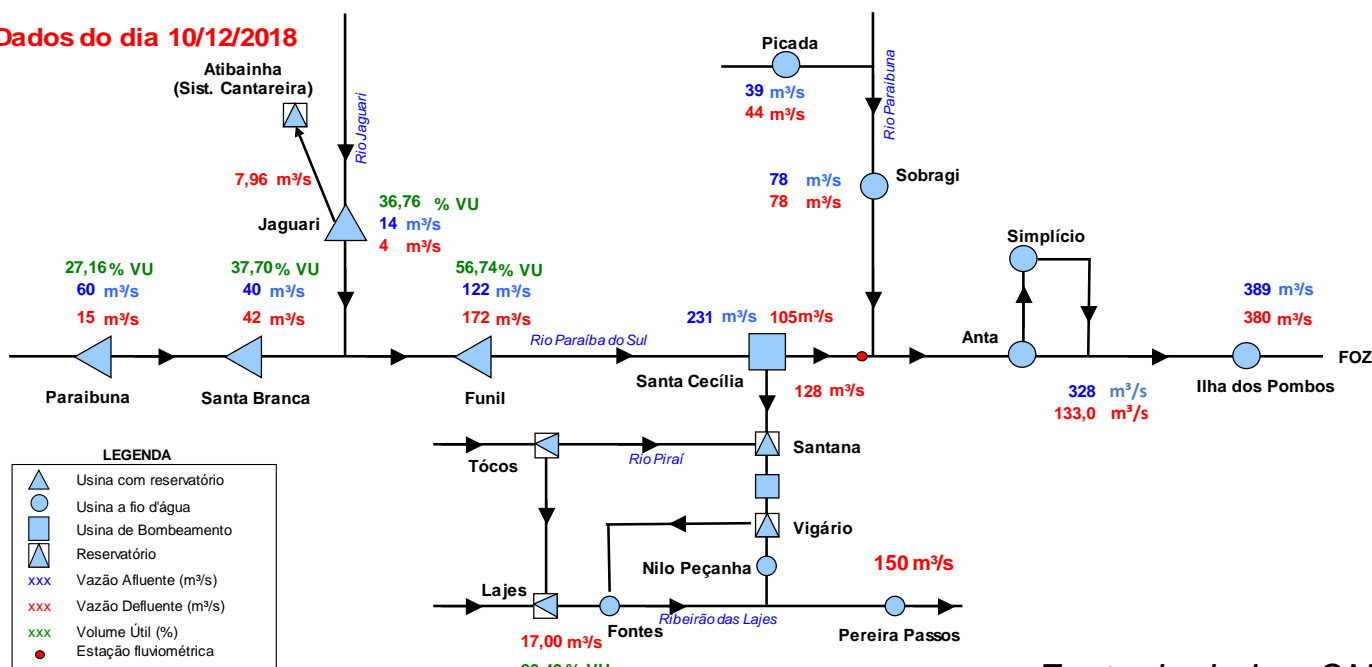 Dados do dia 10/12/2018
Atibainha
(Sist. Cantareira)
Rio Jaguari
7,96 m³/s
Jaguari
36,76 % VU
14 m³/s
4 m³/s
Picada
39 m³/s
44 m³/s
Rio Paraibuna
78 m³/s
78 m³/s
Sobragi
Simplício
27,16 % VU
60 m³/s
15 m³/s
Paraibuna
37,70 % VU
40 m³/s
42 m³/s
Santa Branca
56,74 % VU
122 m³/s
172 m³/s
Funil
Rio Paraíba do Sul
231 m³/s 105 m³/s
Santa Cecília
128 m³/s
Anta
328 m³/s
133,0 m³/s
389 m³/s
380 m³/s
Ilha dos Pombos
FOZ
Tócos
Rio Piraí
Santana
Vigário
Nilo Peçanha
150 m³/s
Lajes
Fontes
Ribeirão das Lajes
Pereira Passos
17,00 m³/s
LEGENDA
Usina com reservatório
Usina a fio d'água
Usina de Bombeamento
Reservatório
xxx Vazão Afluente (m³/s)
xxx Vazão Defluente (m³/s)
xxx Volume Útil (%)
Estação fluviométrica